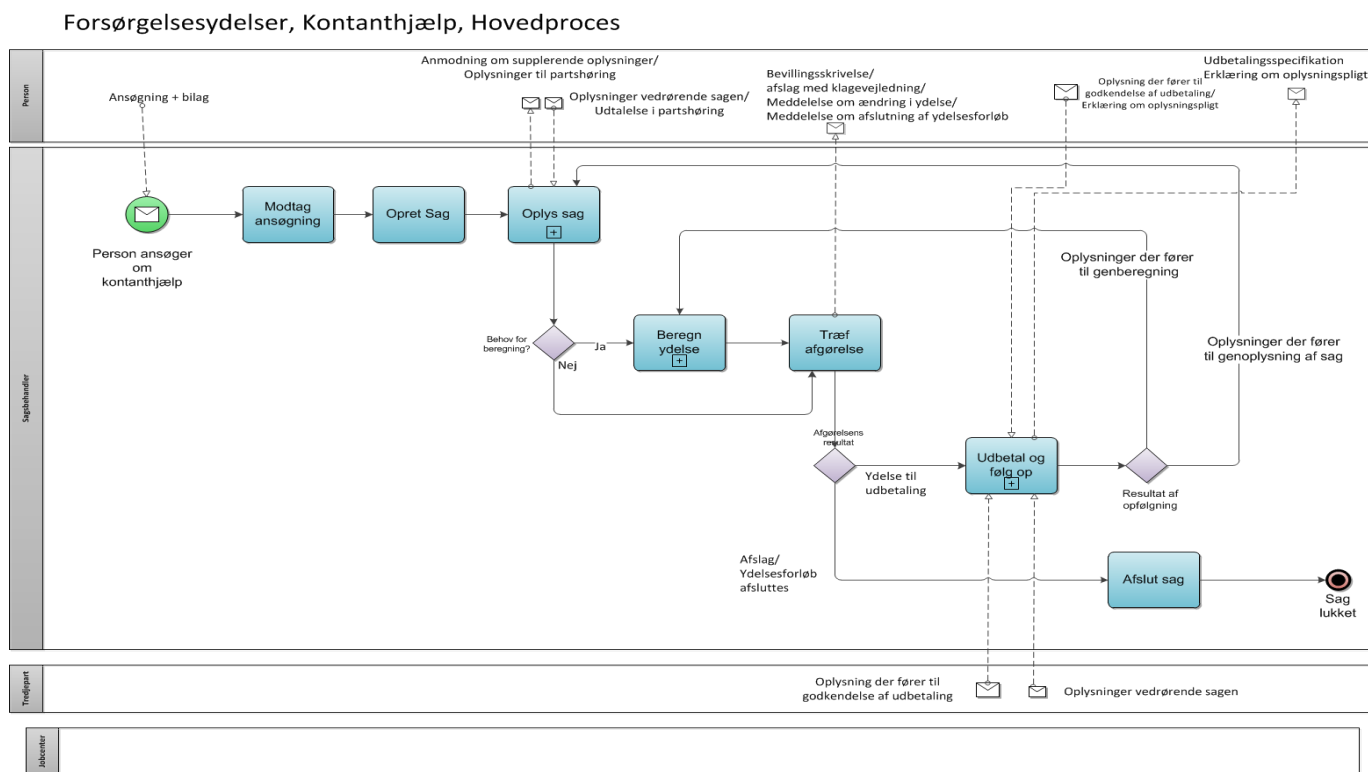 Forsørgelsesydelser, Kontanthjælp, Hovedproces
Person
Ansøgning + bilag
Anmodning om supplerende oplysninger/
Oplysninger til partshøring
Oplysninger vedrørende sagen/
Udtalelse i partshøring
Bevillingsskrivelse/
afslag med klagevejledning/
Meddelelse om ændring i ydelse/
Meddelelse om afslutning af ydelsesforløb
Oplysning der fører til
godkendelse af udbetaling/
Erklæring om oplysningspligt
Udbetalingsspecifikation
Erklæring om oplysningspligt
Sagsbehandler
Person ansøger
om
kontanthjælp
Modtag
ansøgning
Opret Sag
Oplys sag
Behov for
beregning?
Ja
Nej
Beregn
ydelse
Træf
afgørelse
Oplysninger der fører
til genberegning
Oplysninger der fører
til genoplysning af sag
Afgørelsens
resultat
Ydelse til
udbetaling
Udbetal og
følg op
Resultat af
opfølgning
Afslag/
Ydelsesforløb
afsluttes
Afslut sag
Sag
lukket
Tredjepart
Oplysning der fører til
godkendelse af udbetaling
Oplysninger vedrørende sagen
Jobcenter